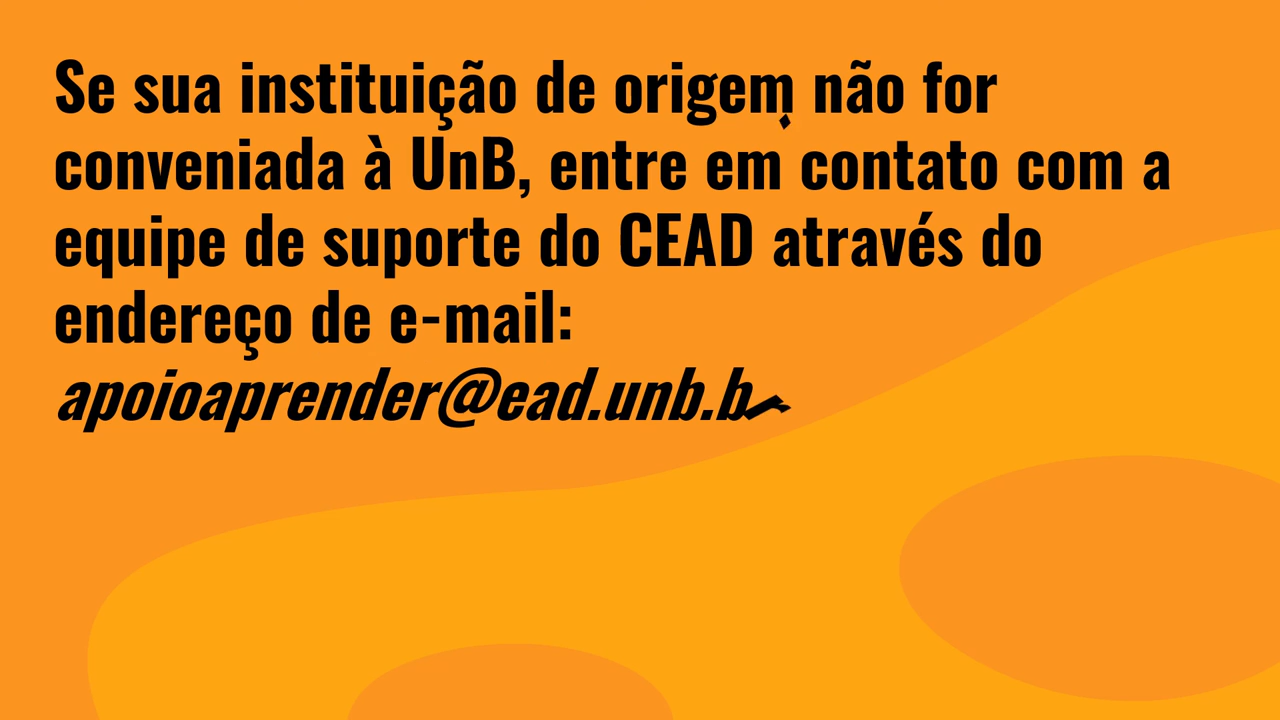 Se sua instituição de origem não for
conveniada à UnB, entre em contato com a
equipe de suporte do CEAD através do
endereço de e-mail:
apoioaprender@ead.unb.br